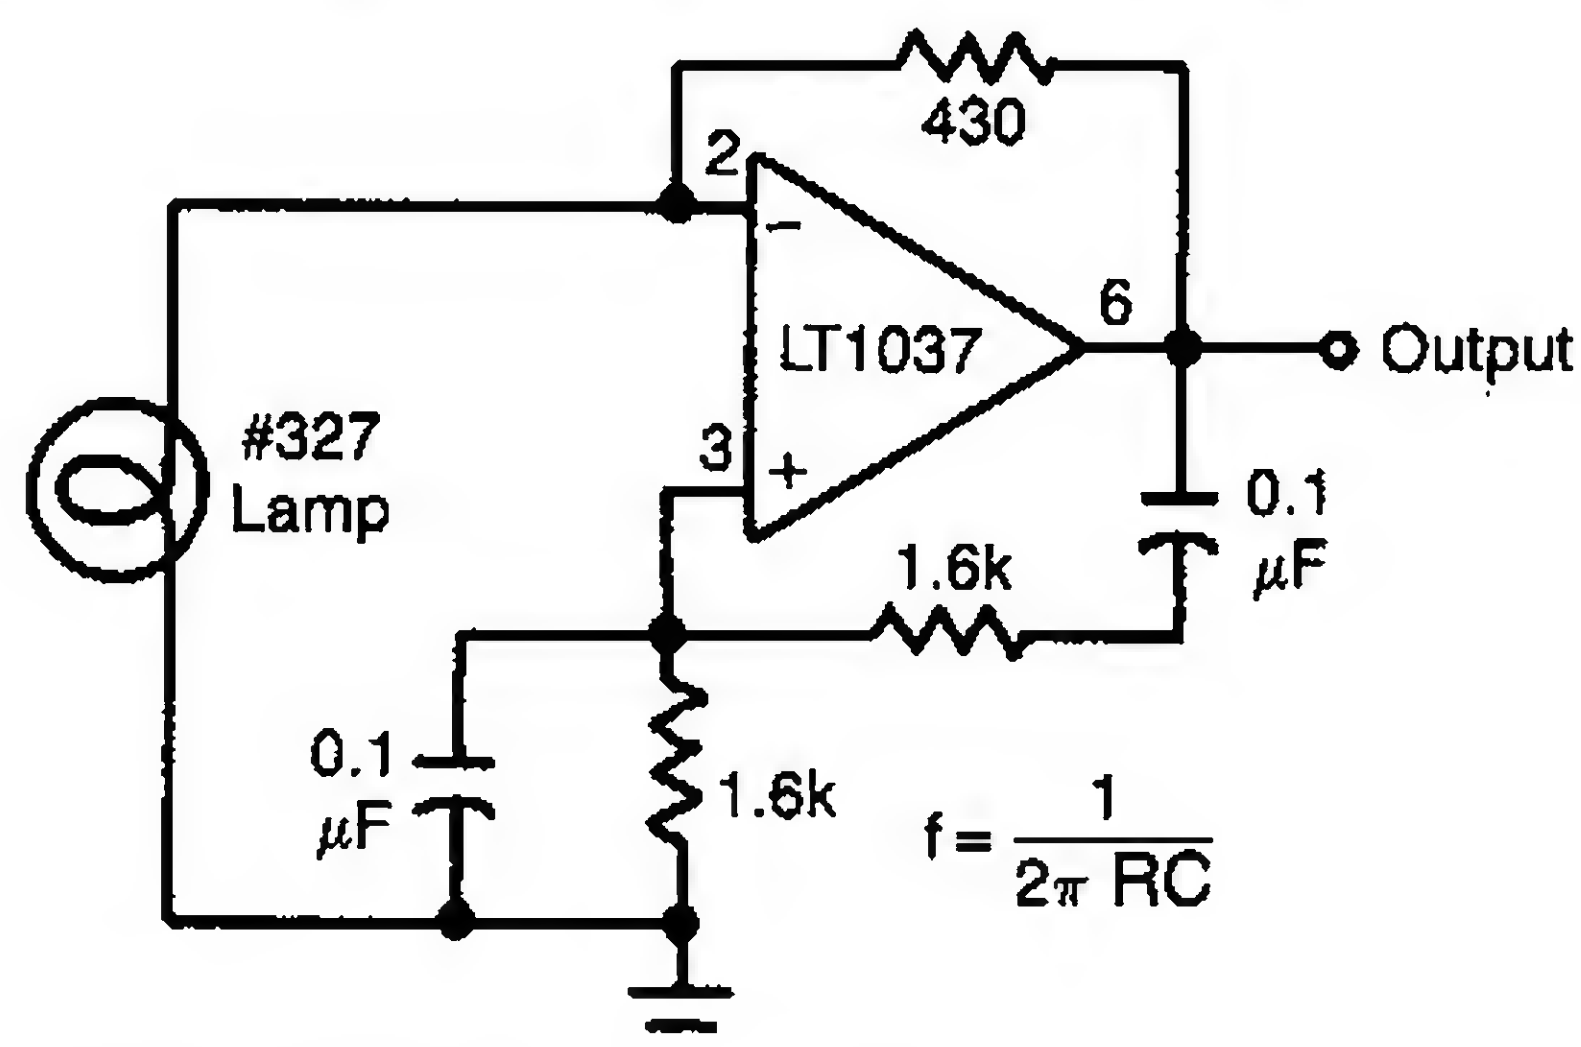 430
2
−
LT1037
6
Output
#327
Lamp
3
+
0.1
μF
1.6k
0.1
μF
1.6k
f = 1
2π RC